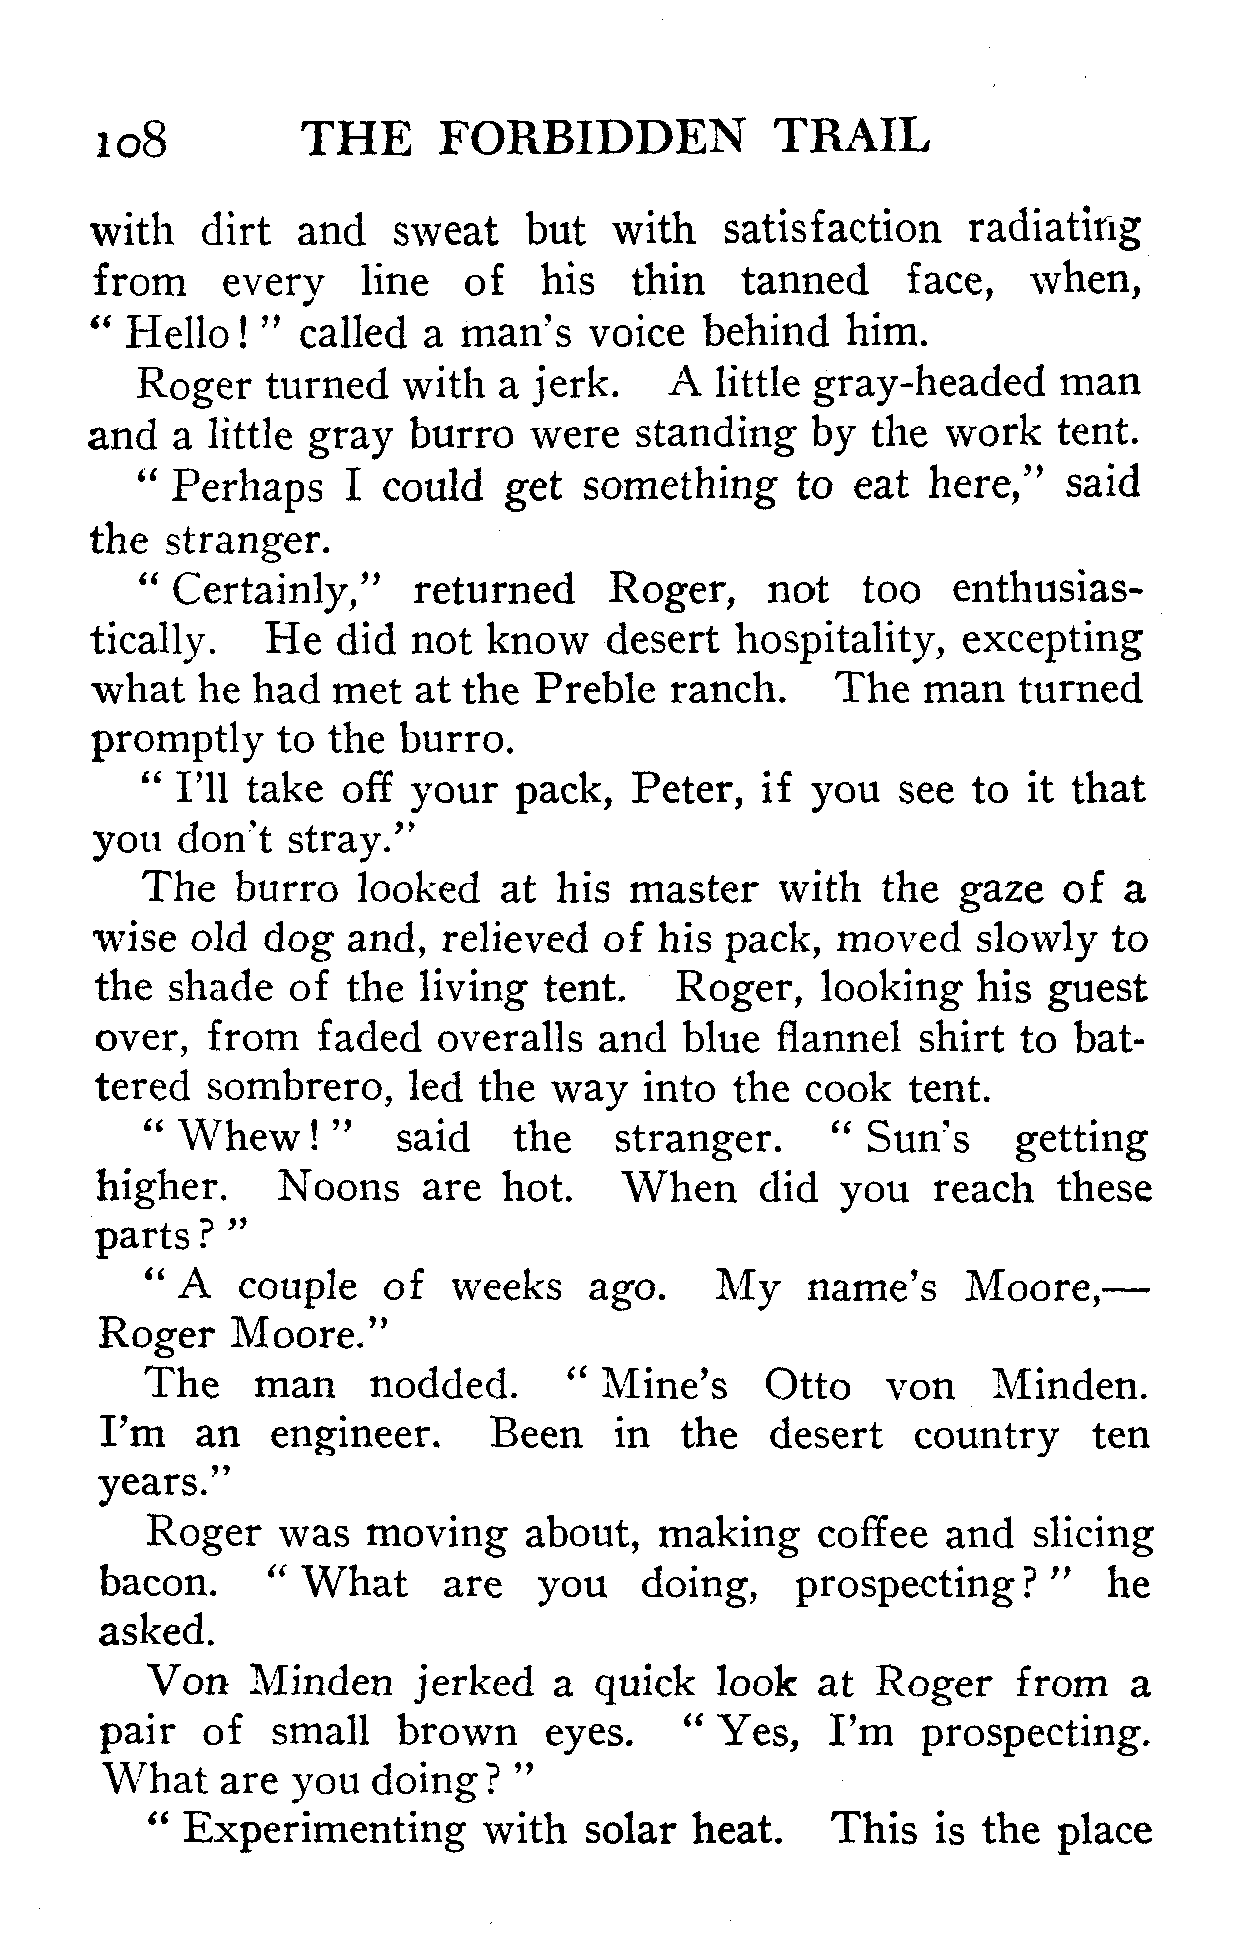 108 THE FORBIDDEN TRAIL
with dirt and sweat but with satisfaction radiating
from every line of his thin tanned face, when,
" Hello ! " called a man's voice behind him.
Roger turned with a jerk. A little gray-headed man
and a little gray burro were standing by the work tent.
" Perhaps I could get something to eat here," said
the stranger.
" Certainly," returned Roger, not too enthusias-
tically. He did not know desert hospitality, excepting
what he had met at the Preble ranch. The man turned
promptly to the burro.
" I'll take off your pack, Peter, if you see to it that
you don't stray."
The burro looked at his master with the gaze of a
wise old dog and, relieved of his pack, moved slowly to
the shade of the living tent. Roger, looking his guest
over, from faded overalls and blue flannel shirt to bat-
tered sombrero, led the way into the cook tent.
" Whew ! " said the stranger. " Sun's getting
higher. Noons are hot. When did you reach these
parts ? "
" A couple of weeks ago. My name's Moore,—
Roger Moore."
The man nodded. " Mine's Otto von Minden.
I'm an engineer. Been in the desert country ten
years."
Roger was moving about, making coffee and slicing
bacon. " What are you doing, prospecting ? " he
asked.
Von Minden jerked a quick look at Roger from a
pair of small brown eyes. " Yes, I'm prospecting.
What are you doing ? "
" Experimenting with solar heat. This is the place